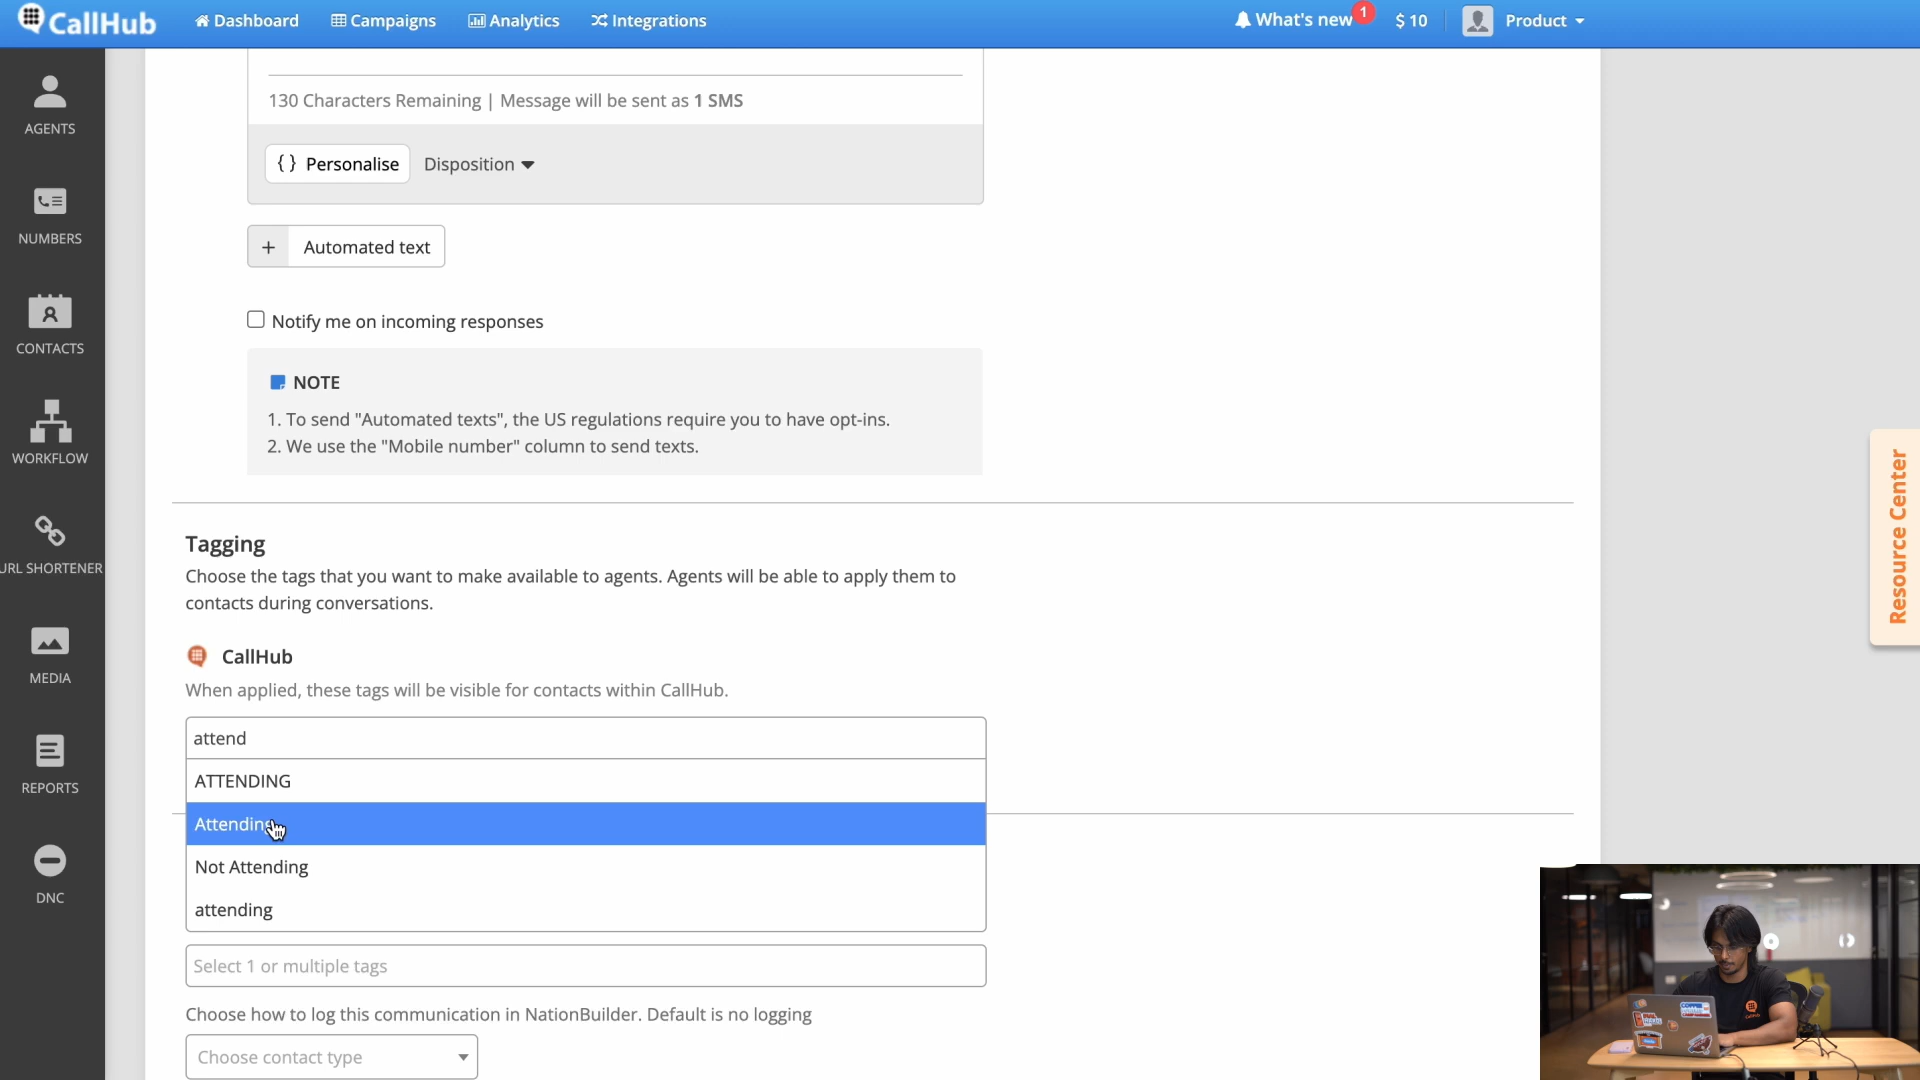 CallHub
Dashboard
Campaigns
Analytics
Integrations
What's new
1
$ 10
Product
AGENTS
NUMBERS
CONTACTS
WORKFLOW
URL SHORTENER
MEDIA
REPORTS
DNC
130 Characters Remaining | Message will be sent as 1 SMS
{ } Personalise
Disposition
+ Automated text
Notify me on incoming responses
NOTE
1. To send "Automated texts", the US regulations require you to have opt-ins.
2. We use the "Mobile number" column to send texts.
Tagging
Choose the tags that you want to make available to agents. Agents will be able to apply them to
contacts during conversations.
CallHub
When applied, these tags will be visible for contacts within CallHub.
attend
ATTENDING
Attending
Not Attending
attending
Select 1 or multiple tags
Choose how to log this communication in NationBuilder. Default is no logging
Choose contact type
Resource Center